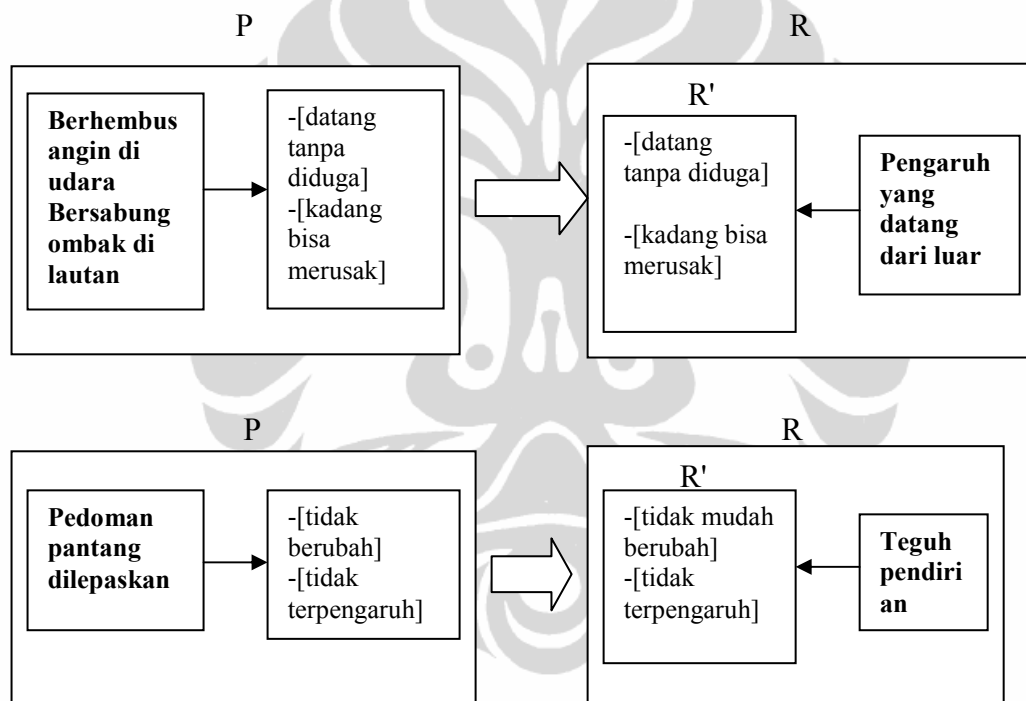 P
R
Berhembus
angin di
udara
Bersabung
ombak di
lautan
-[datang
tanpa
diduga]
-[kadang
bisa
merusak]
R'
-[datang
tanpa diduga]
-[kadang bisa
merusak]
Pengaruh
yang
datang
dari luar
P
R
Pedoman
pantang
dilepaskan
-[tidak
berubah]
-[tidak
terpengaruh]
R'
-[tidak mudah
berubah]
-[tidak
terpengaruh]
Teguh
pendiri
an